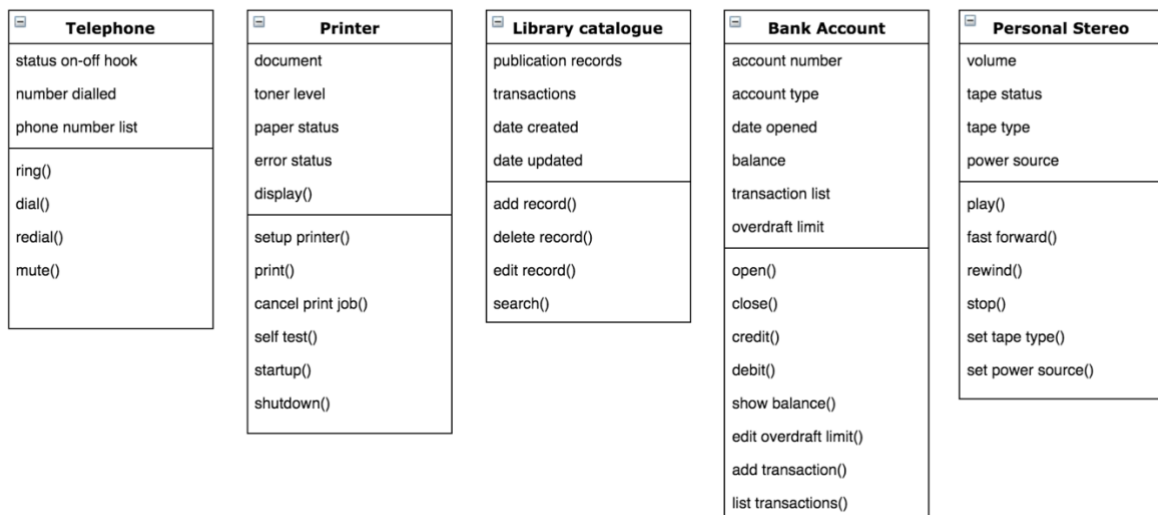 Telephone
status on-off hook
number dialled
phone number list
ring()
dial()
redial()
mute()
Printer
document
toner level
paper status
error status
display()
setup printer()
print()
cancel print job()
self test()
startup()
shutdown()
Library catalogue
publication records
transactions
date created
date updated
add record()
delete record()
edit record()
search()
Bank Account
account number
account type
date opened
balance
transaction list
overdraft limit
open()
close()
credit()
debit()
show balance()
edit overdraft limit()
add transaction()
list transactions()
Personal Stereo
volume
tape status
tape type
power source
play()
fast forward()
rewind()
stop()
set tape type()
set power source()